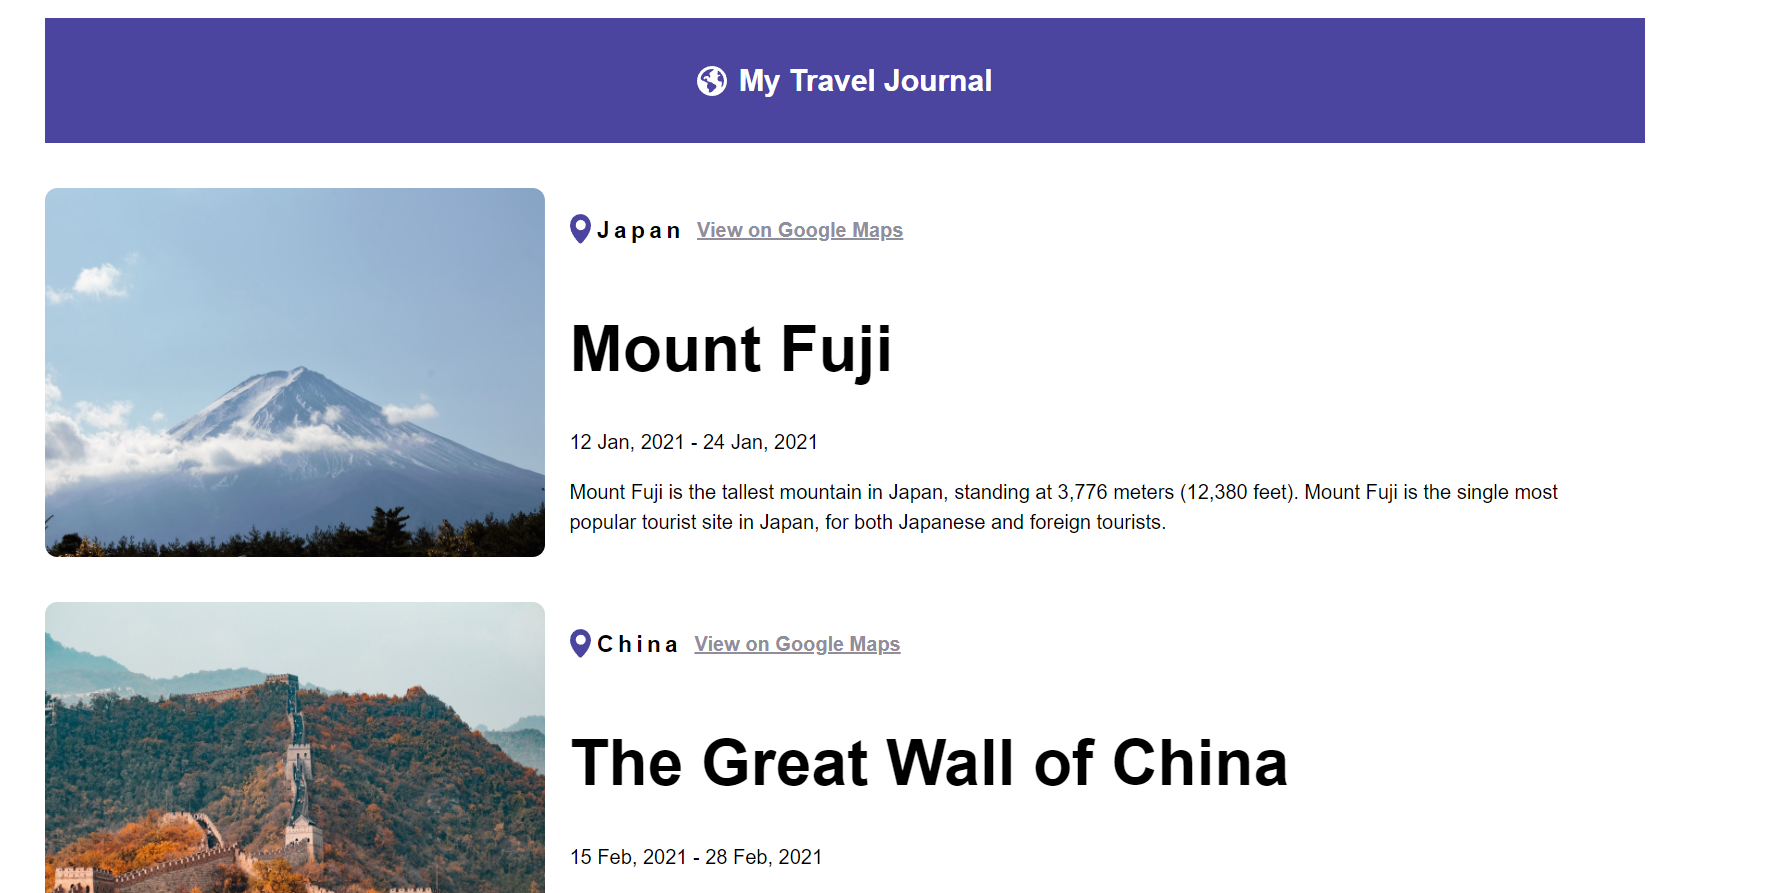 My Travel Journal
Japan View on Google Maps
Mount Fuji
12 Jan, 2021 - 24 Jan, 2021
Mount Fuji is the tallest mountain in Japan, standing at 3,776 meters (12,380 feet). Mount Fuji is the single most
popular tourist site in Japan, for both Japanese and foreign tourists.
China View on Google Maps
The Great Wall of China
15 Feb, 2021 - 28 Feb, 2021